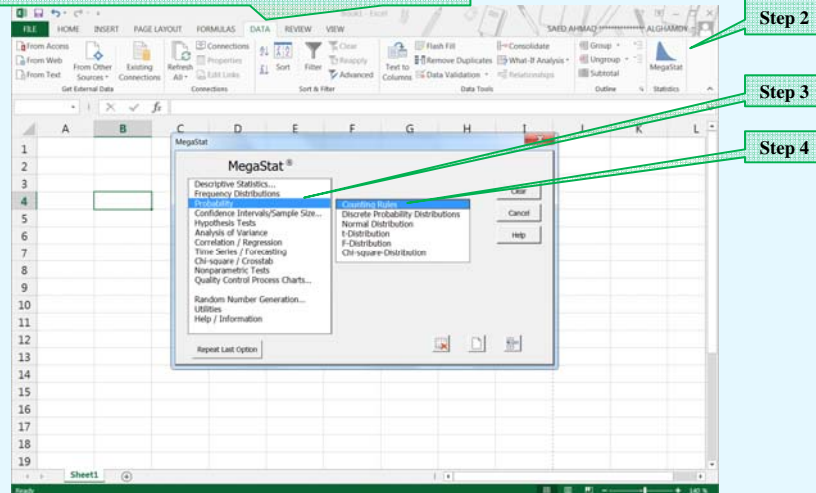 Book1 - Excel
SAED AHMAD ALGHAMDI
FILE HOME INSERT PAGE LAYOUT FORMULAS DATA REVIEW VIEW
From Access
From Web
From Text
From Other Sources
Existing Connections
Get External Data
Refresh All
Connections
Properties
Edit Links
Connections
Sort
Filter
Clear
Reapply
Advanced
Sort & Filter
Text to Columns
Flash Fill
Remove Duplicates
Data Validation
Consolidate
What-If Analysis
Relationships
Data Tools
Group
Ungroup
Subtotal
Outline
MegaStat
Statistics
Step 2
Step 3
Step 4
fx
A B C D E F G H I J K L
1
2
3
4
5
6
7
8
9
10
11
12
13
14
15
16
17
18
19
MegaStat
MegaStat ®
Descriptive Statistics...
Frequency Distributions
Probability
Confidence Intervals/Sample Size...
Hypothesis Tests
Analysis of Variance
Correlation / Regression
Time Series / Forecasting
Chi-square / Crosstab
Nonparametric Tests
Quality Control Process Charts...
Random Number Generation...
Utilities
Help / Information
Counting Rules
Discrete Probability Distributions
Normal Distribution
t-Distribution
F-Distribution
Chi-square-Distribution
Clear
Cancel
Help
Repeat Last Option
Sheet1
Ready
140 %